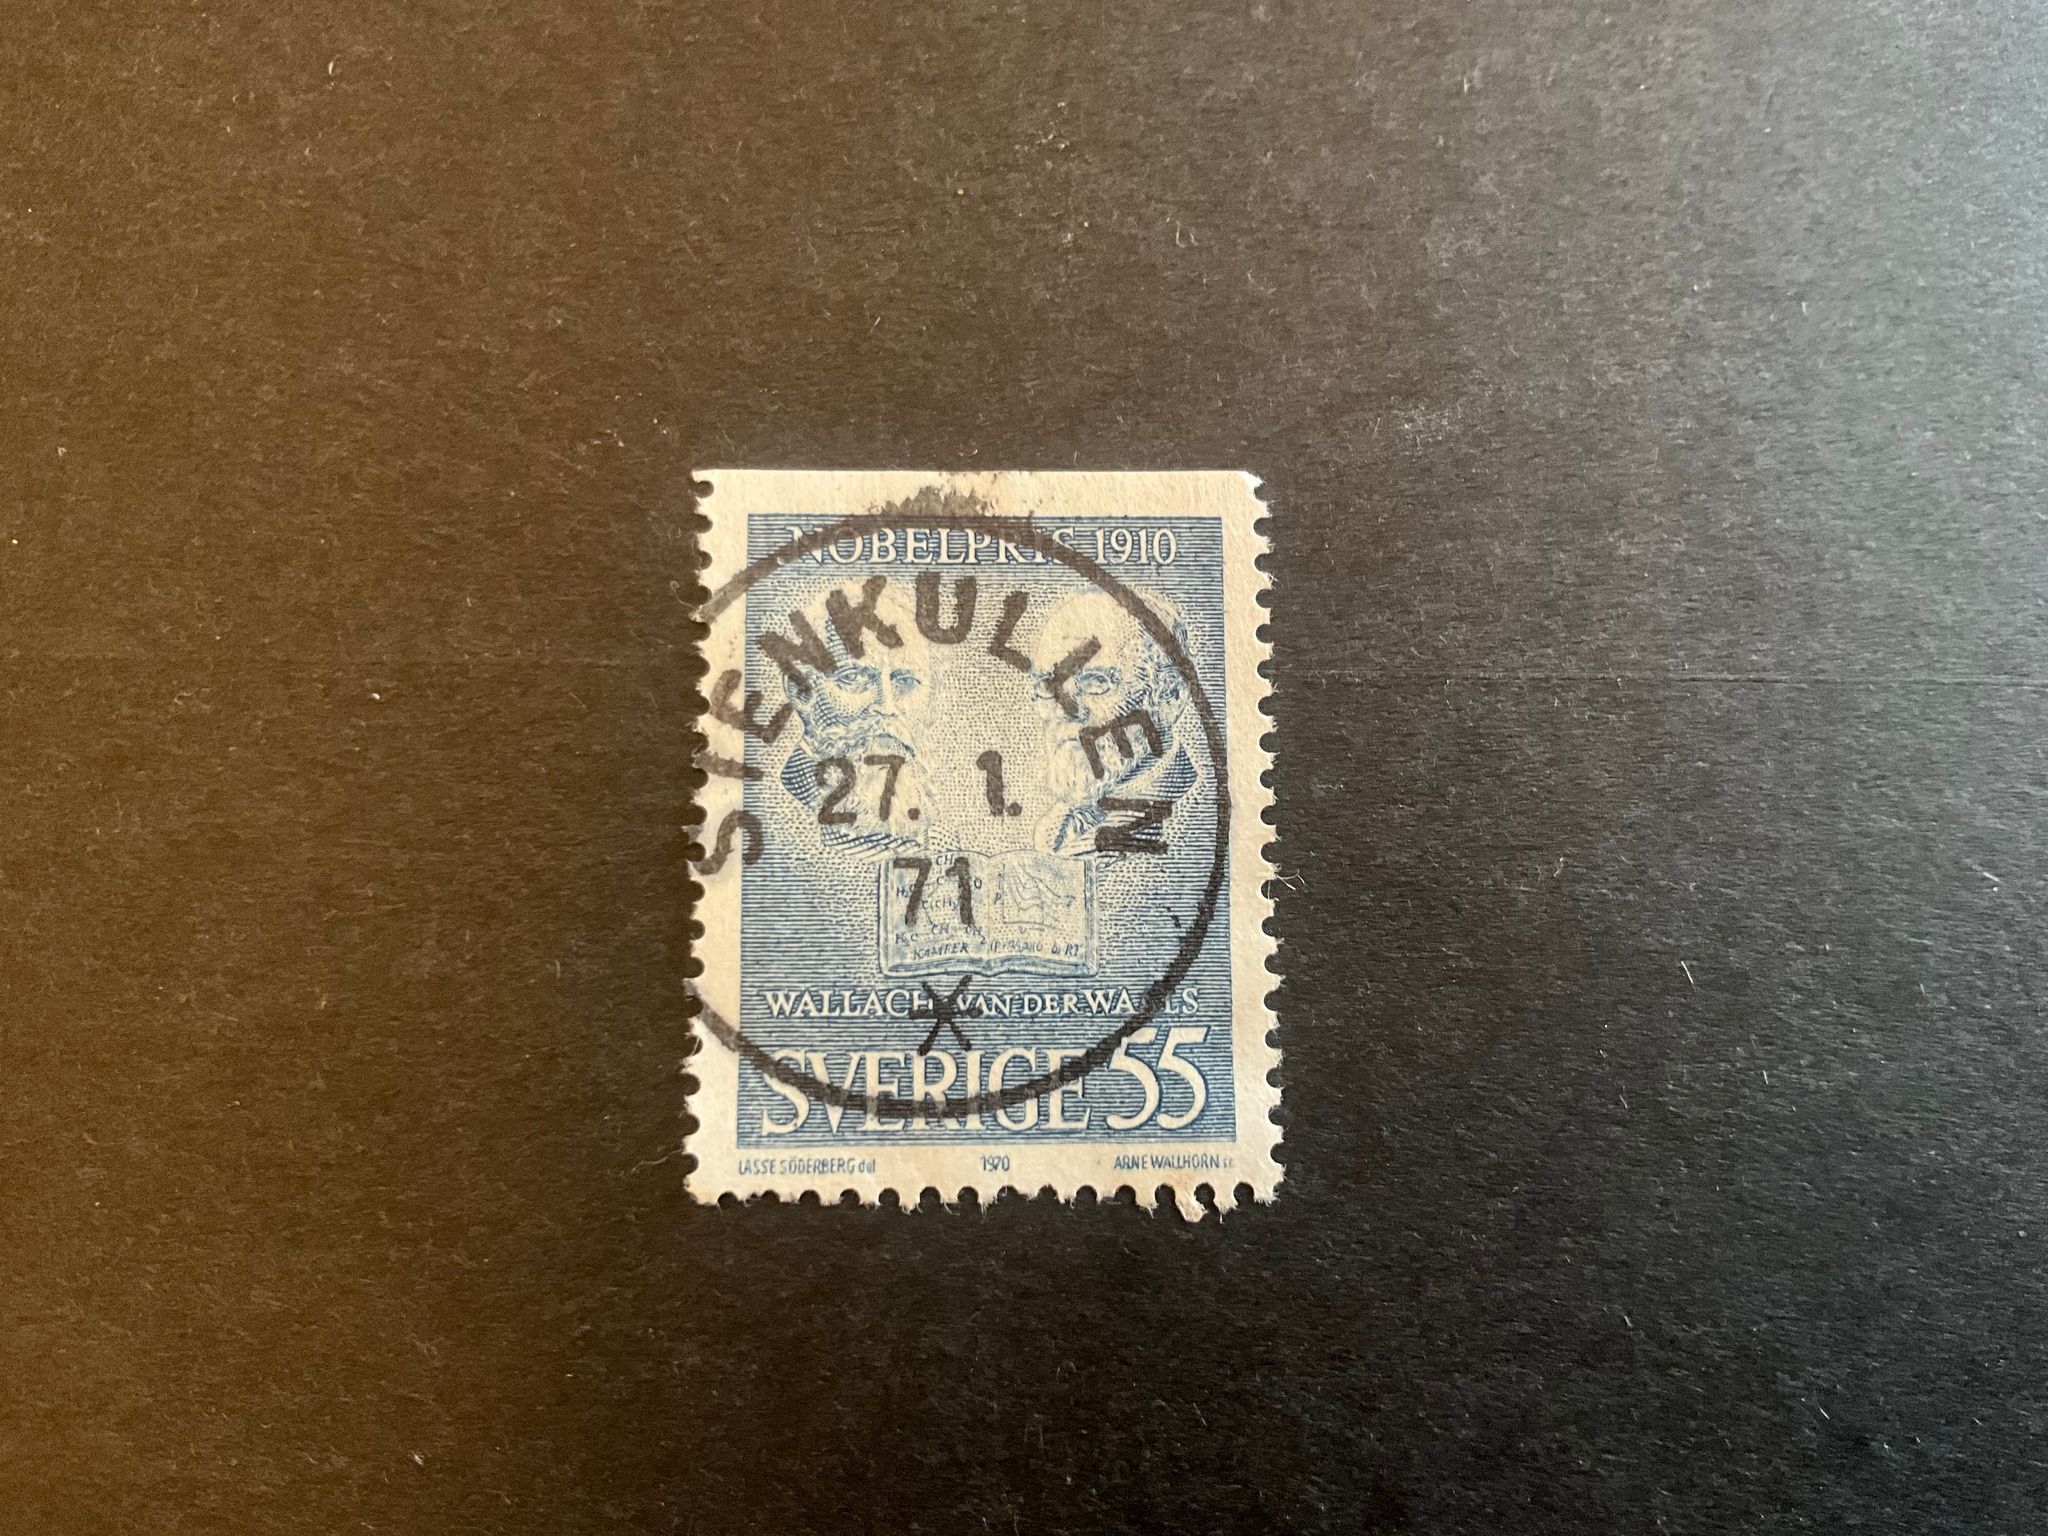 NOBELPRIS 1910
STENKULLEN
27. 1.
71
KAMFER
WALLACH VAN DER WAALS
SVERIGE 55
LASSE SÖDERBERG del 1970 ARNE WALLHORN sc